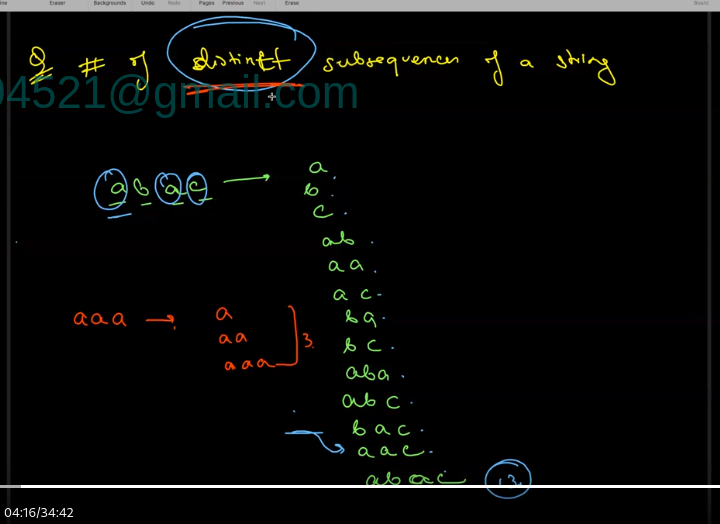 Eraser Backgrounds Undo Redo Pages Previous Next Erase Board
Q # of distinct subsequences of a string
04521@gmail.com
abac → a
b
c
ab
aa
ac
ba
bc
aba
abc
bac
aac
abac 13
aaa → a
aa
aaa 3
04:16/34:42